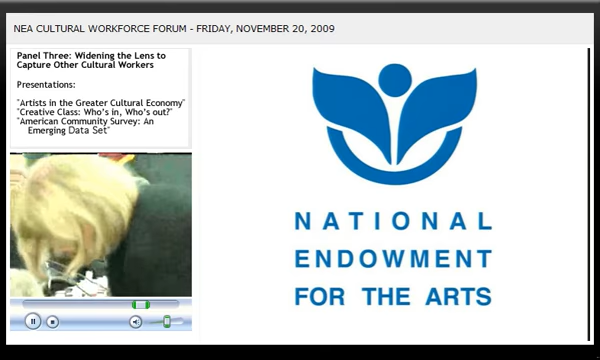 NEA CULTURAL WORKFORCE FORUM - FRIDAY, NOVEMBER 20, 2009
Panel Three: Widening the Lens to
Capture Other Cultural Workers
Presentations:
"Artists in the Greater Cultural Economy"
"Creative Class: Who's in, Who's out?"
"American Community Survey: An
Emerging Data Set"
NATIONAL
ENDOWMENT
FOR THE ARTS